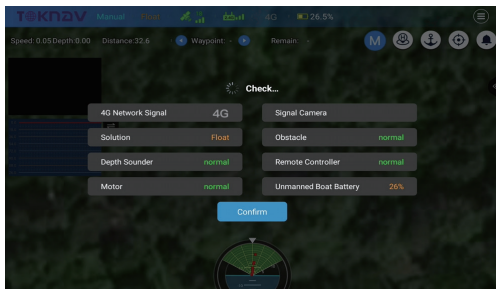 TOKNAV Manual Float 4G 26.5%
Speed: 0.05 Depth:0.00 Distance:32.6 Waypoint: - Remain -
M
Check...
4G Network Signal 4G Signal Camera
Solution Float Obstacle normal
Depth Sounder normal Remote Controller normal
Motor normal Unmanned Boat Battery 26%
Confirm